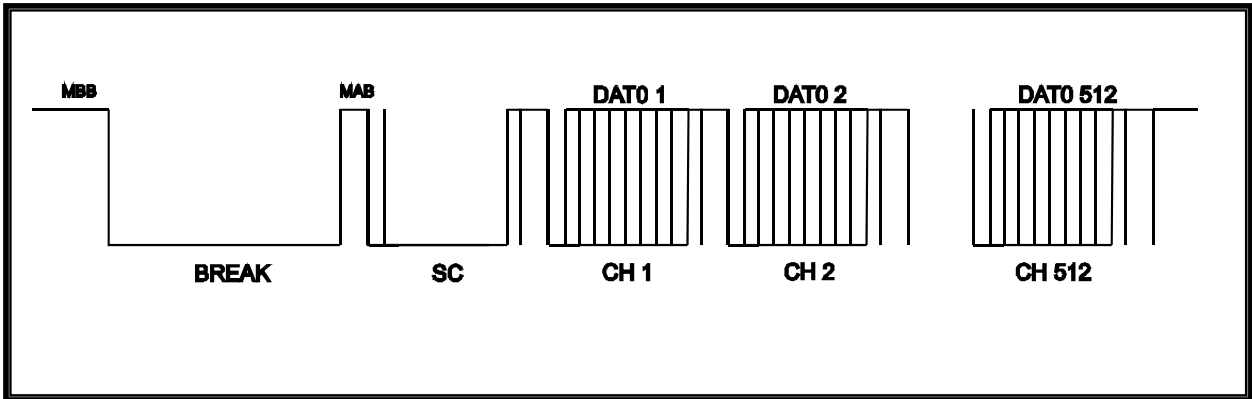 MBB MAB DAT0 1 DAT0 2 DAT0 512
BREAK SC CH 1 CH 2 CH 512